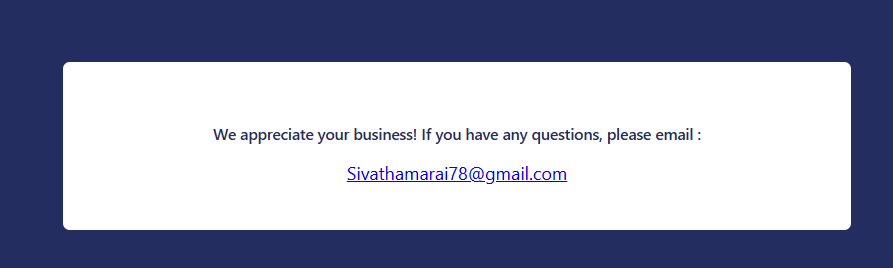 We appreciate your business! If you have any questions, please email :
Sivathamarai78@gmail.com